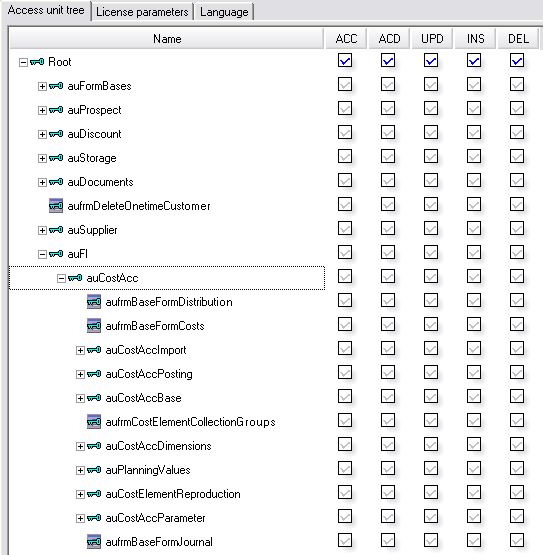 Access unit tree License parameters Language
Name ACC ACD UPD INS DEL
Root
auFormBases
auProspect
auDiscount
auStorage
auDocuments
aufrmDeleteOnetimeCustomer
auSupplier
auFI
auCostAcc
aufrmBaseFormDistribution
aufrmBaseFormCosts
auCostAccImport
auCostAccPosting
auCostAccBase
aufrmCostElementCollectionGroups
auCostAccDimensions
auPlanningValues
auCostElementReproduction
auCostAccParameter
aufrmBaseFormJournal